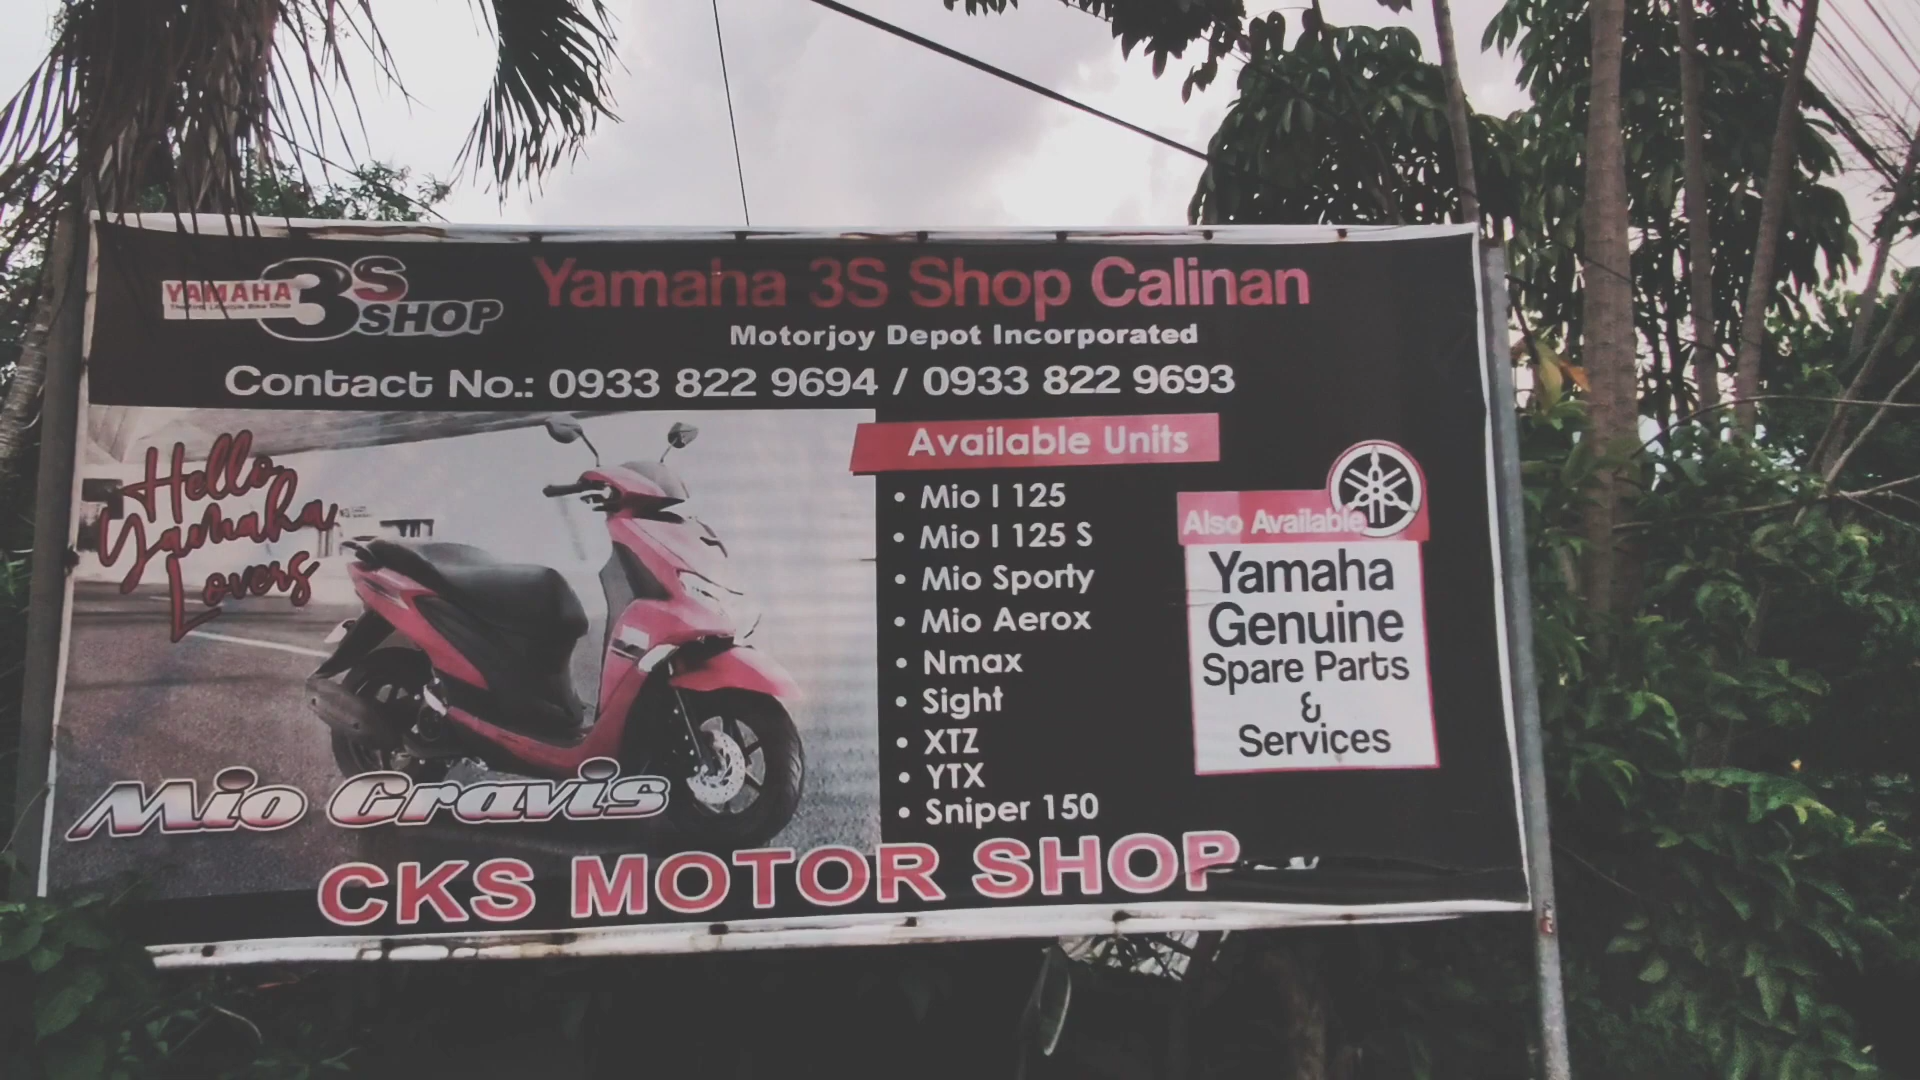 YAMAHA 3S SHOP
Yamaha 3S Shop Calinan
Motorjoy Depot Incorporated
Contact No.: 0933 822 9694 / 0933 822 9693
Hello
Yamaha
Lovers
Mio Gravis
Available Units
• Mio I 125
• Mio I 125 S
• Mio Sporty
• Mio Aerox
• Nmax
• Sight
• XTZ
• YTX
• Sniper 150
Also Available
Yamaha
Genuine
Spare Parts
&
Services
CKS MOTOR SHOP